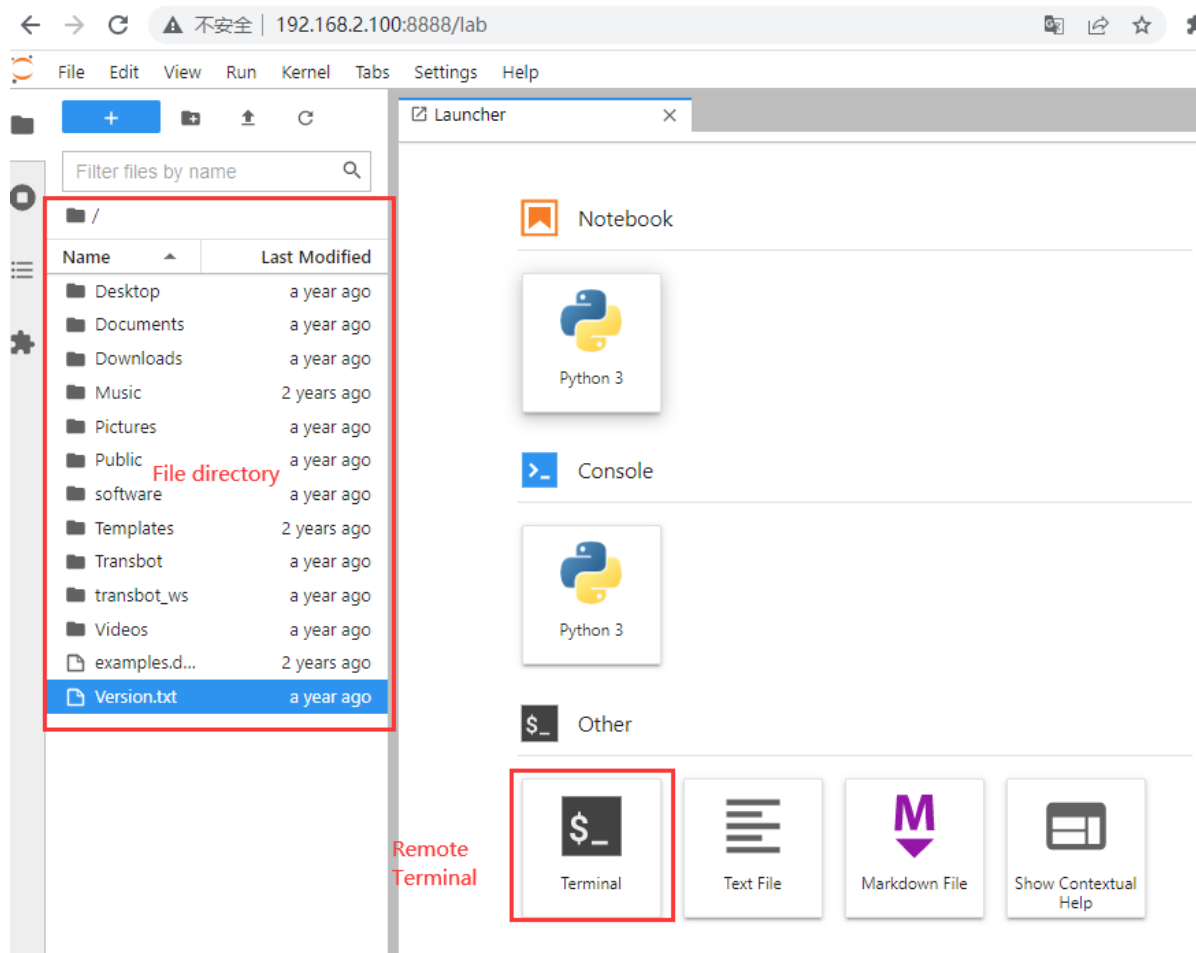 不安全 | 192.168.2.100:8888/lab
File Edit View Run Kernel Tabs Settings Help
+
Launcher
Filter files by name
/
Name Last Modified
Desktop a year ago
Documents a year ago
Downloads a year ago
Music 2 years ago
Pictures a year ago
Public a year ago
File directory
software a year ago
Templates 2 years ago
Transbot a year ago
transbot_ws a year ago
Videos a year ago
examples.d... 2 years ago
Version.txt a year ago
Notebook
Python 3
Console
Python 3
$_ Other
Remote
Terminal
$_
M
Terminal
Text File
Markdown File
Show Contextual
Help